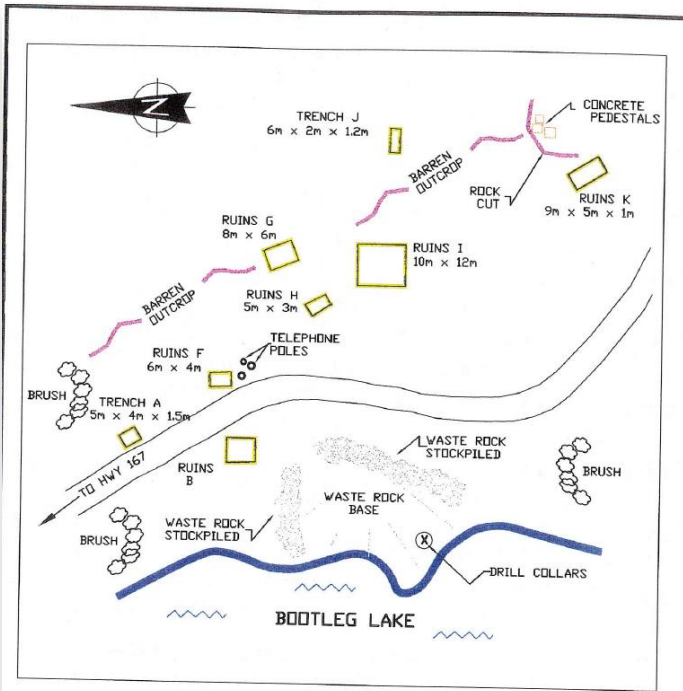 N
CONCRETE
PEDESTALS
TRENCH J
6m × 2m × 1.2m
BARREN
OUTCROP
ROCK
CUT
RUINS K
9m × 5m × 1m
RUINS G
8m × 6m
RUINS I
10m × 12m
BARREN
OUTCROP
RUINS H
5m × 3m
TELEPHONE
POLES
RUINS F
6m × 4m
BRUSH
TRENCH A
5m × 4m × 1.5m
TO HWY 167
RUINS
B
WASTE ROCK
STOCKPILED
BRUSH
WASTE ROCK
BASE
WASTE ROCK
STOCKPILED
BRUSH
X
DRILL COLLARS
BOOTLEG LAKE